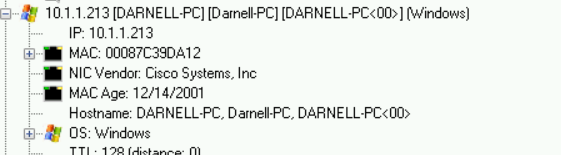 10.1.1.213 [DARNELL-PC] [Darnell-PC] [DARNELL-PC<00>] (Windows)
IP: 10.1.1.213
MAC: 00087C39DA12
NIC Vendor: Cisco Systems, Inc
MAC Age: 12/14/2001
Hostname: DARNELL-PC, Darnell-PC, DARNELL-PC<00>
OS: Windows
TTL: 128 (distance: 0)